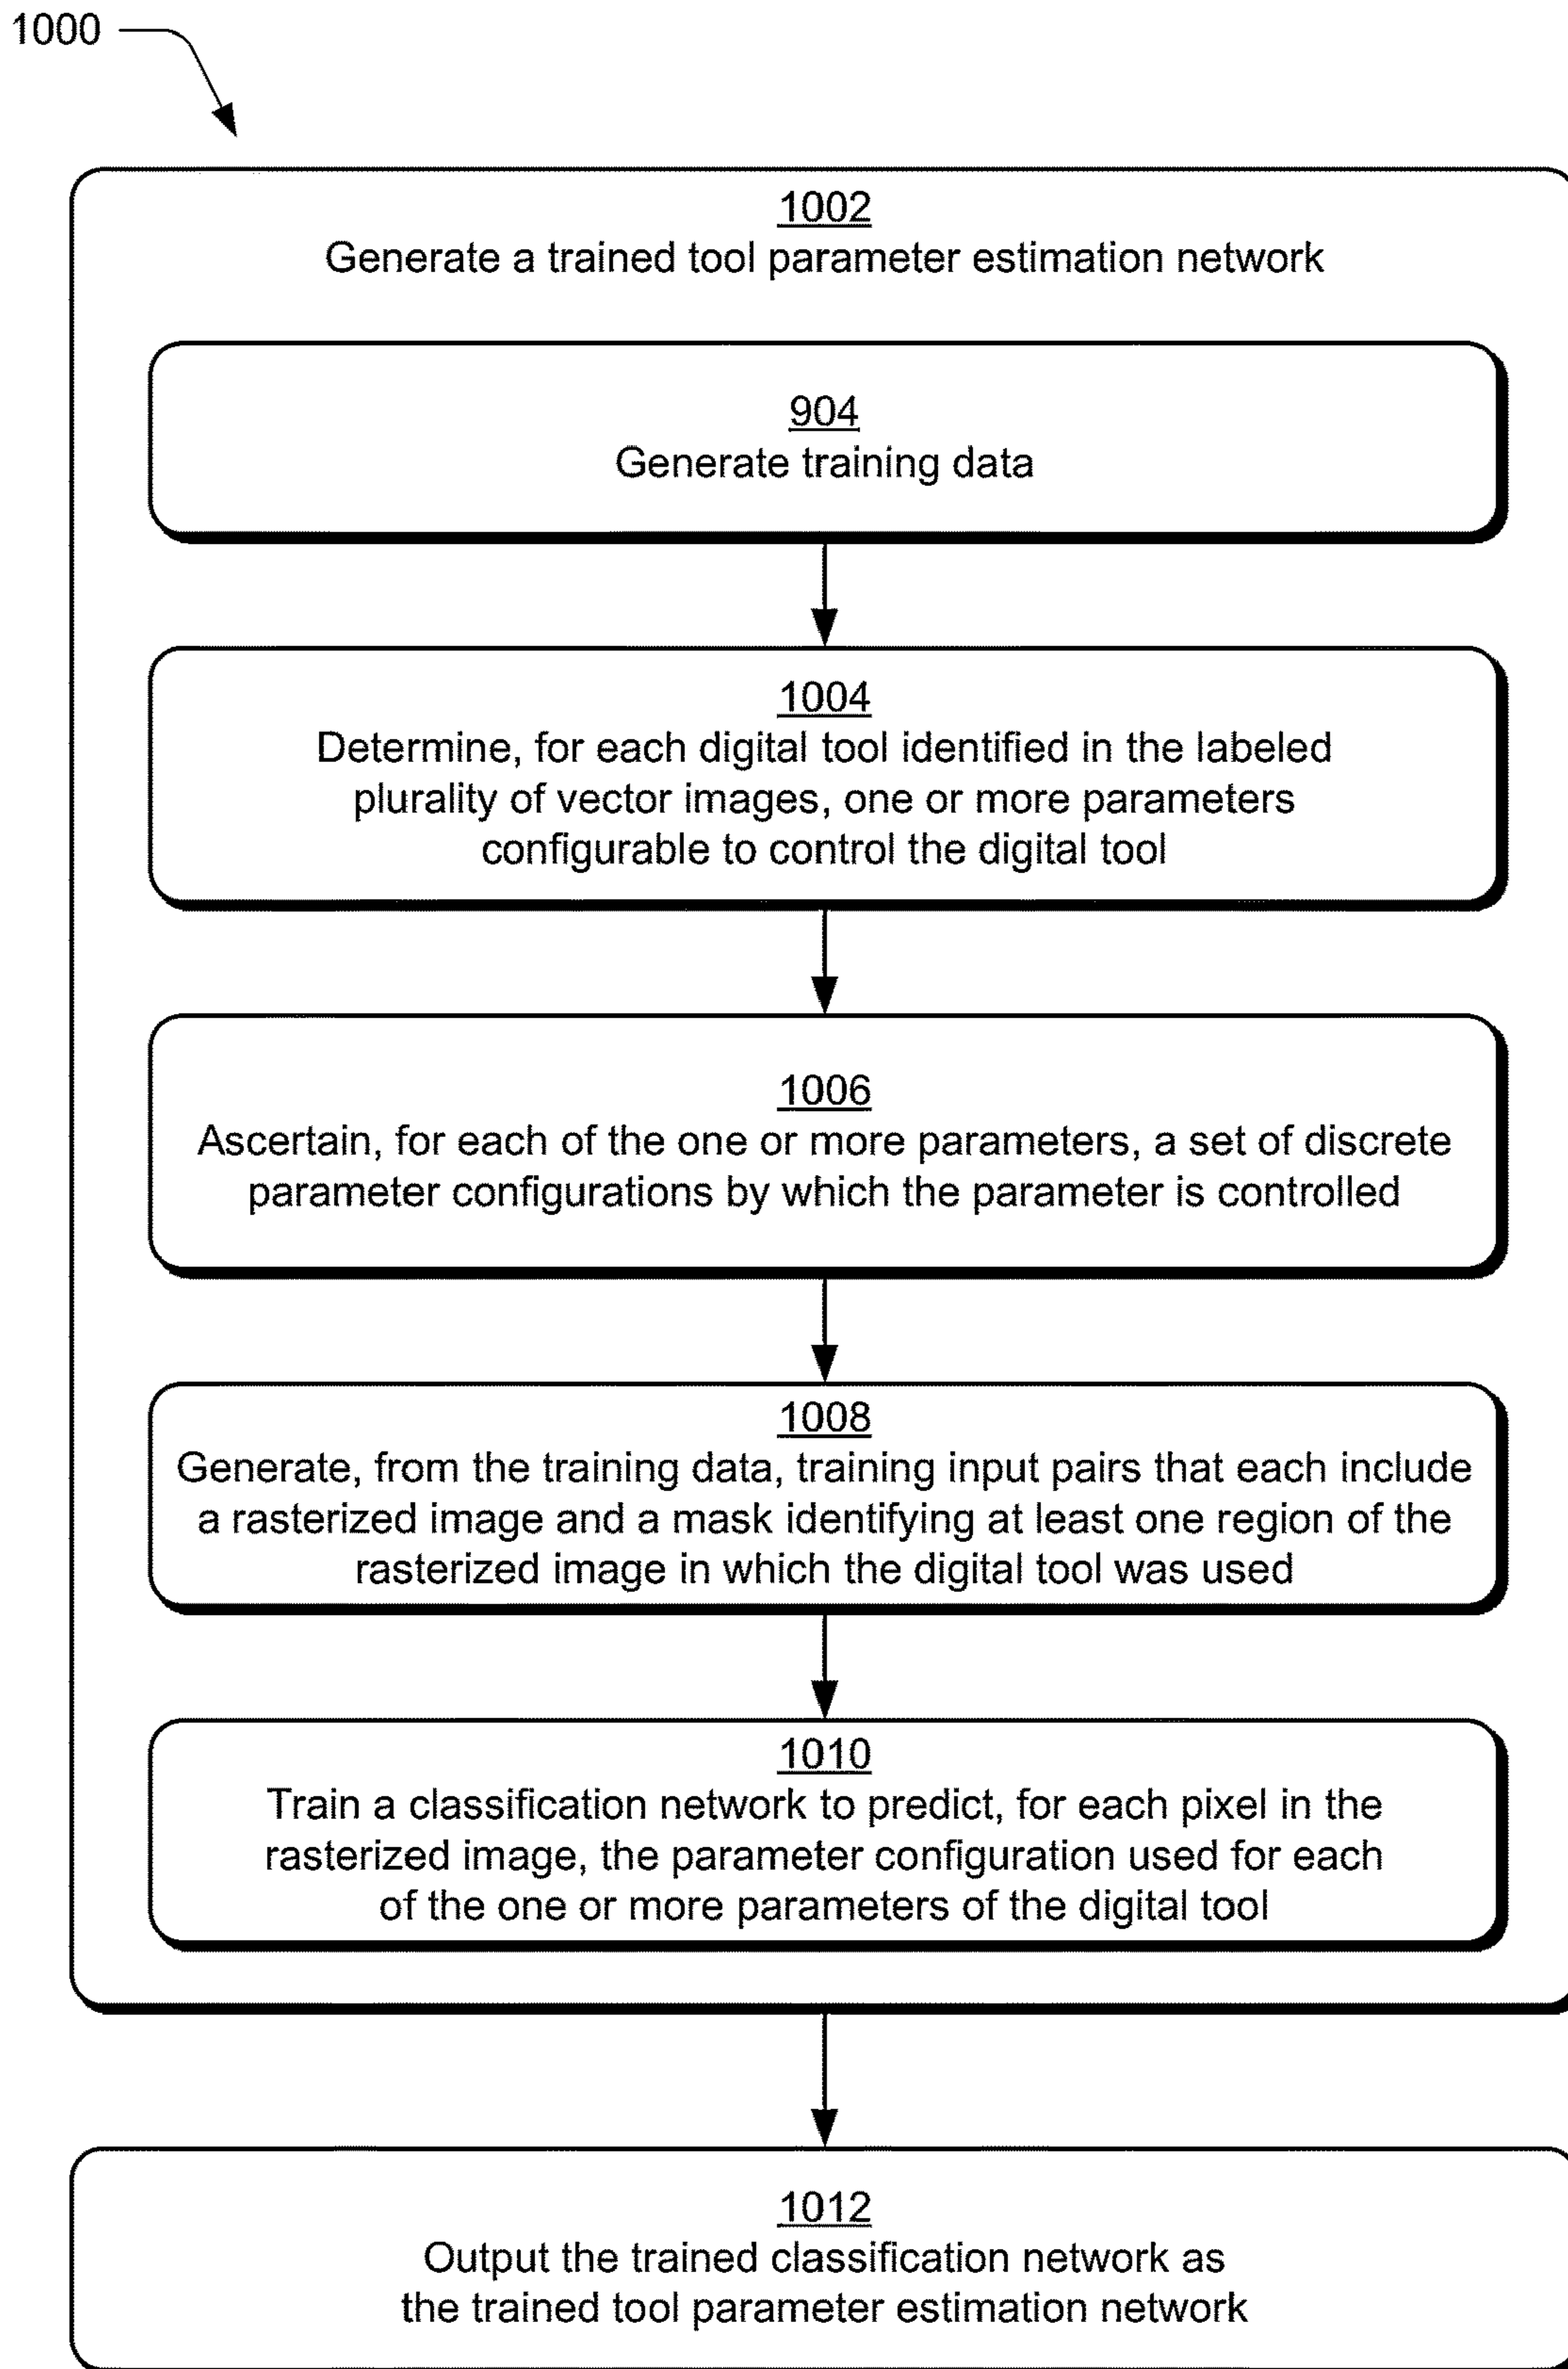 1000
1002
Generate a trained tool parameter estimation network
904
Generate training data
1004
Determine, for each digital tool identified in the labeled
plurality of vector images, one or more parameters
configurable to control the digital tool
1006
Ascertain, for each of the one or more parameters, a set of discrete
parameter configurations by which the parameter is controlled
1008
Generate, from the training data, training input pairs that each include
a rasterized image and a mask identifying at least one region of the
rasterized image in which the digital tool was used
1010
Train a classification network to predict, for each pixel in the
rasterized image, the parameter configuration used for each
of the one or more parameters of the digital tool
1012
Output the trained classification network as
the trained tool parameter estimation network